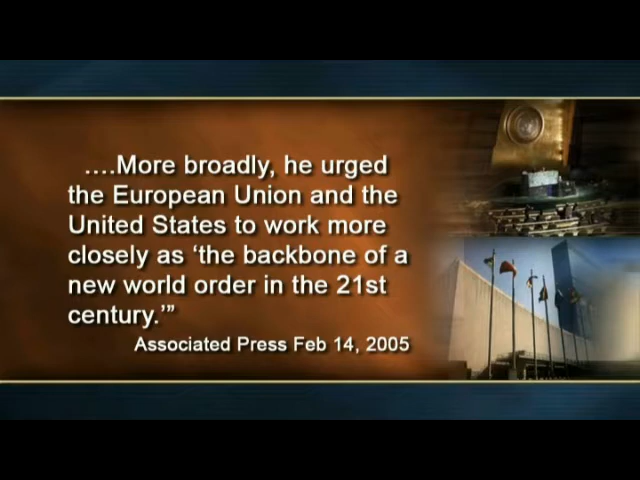 ....More broadly, he urged
the European Union and the
United States to work more
closely as ‘the backbone of a
new world order in the 21st
century.’”
Associated Press Feb 14, 2005